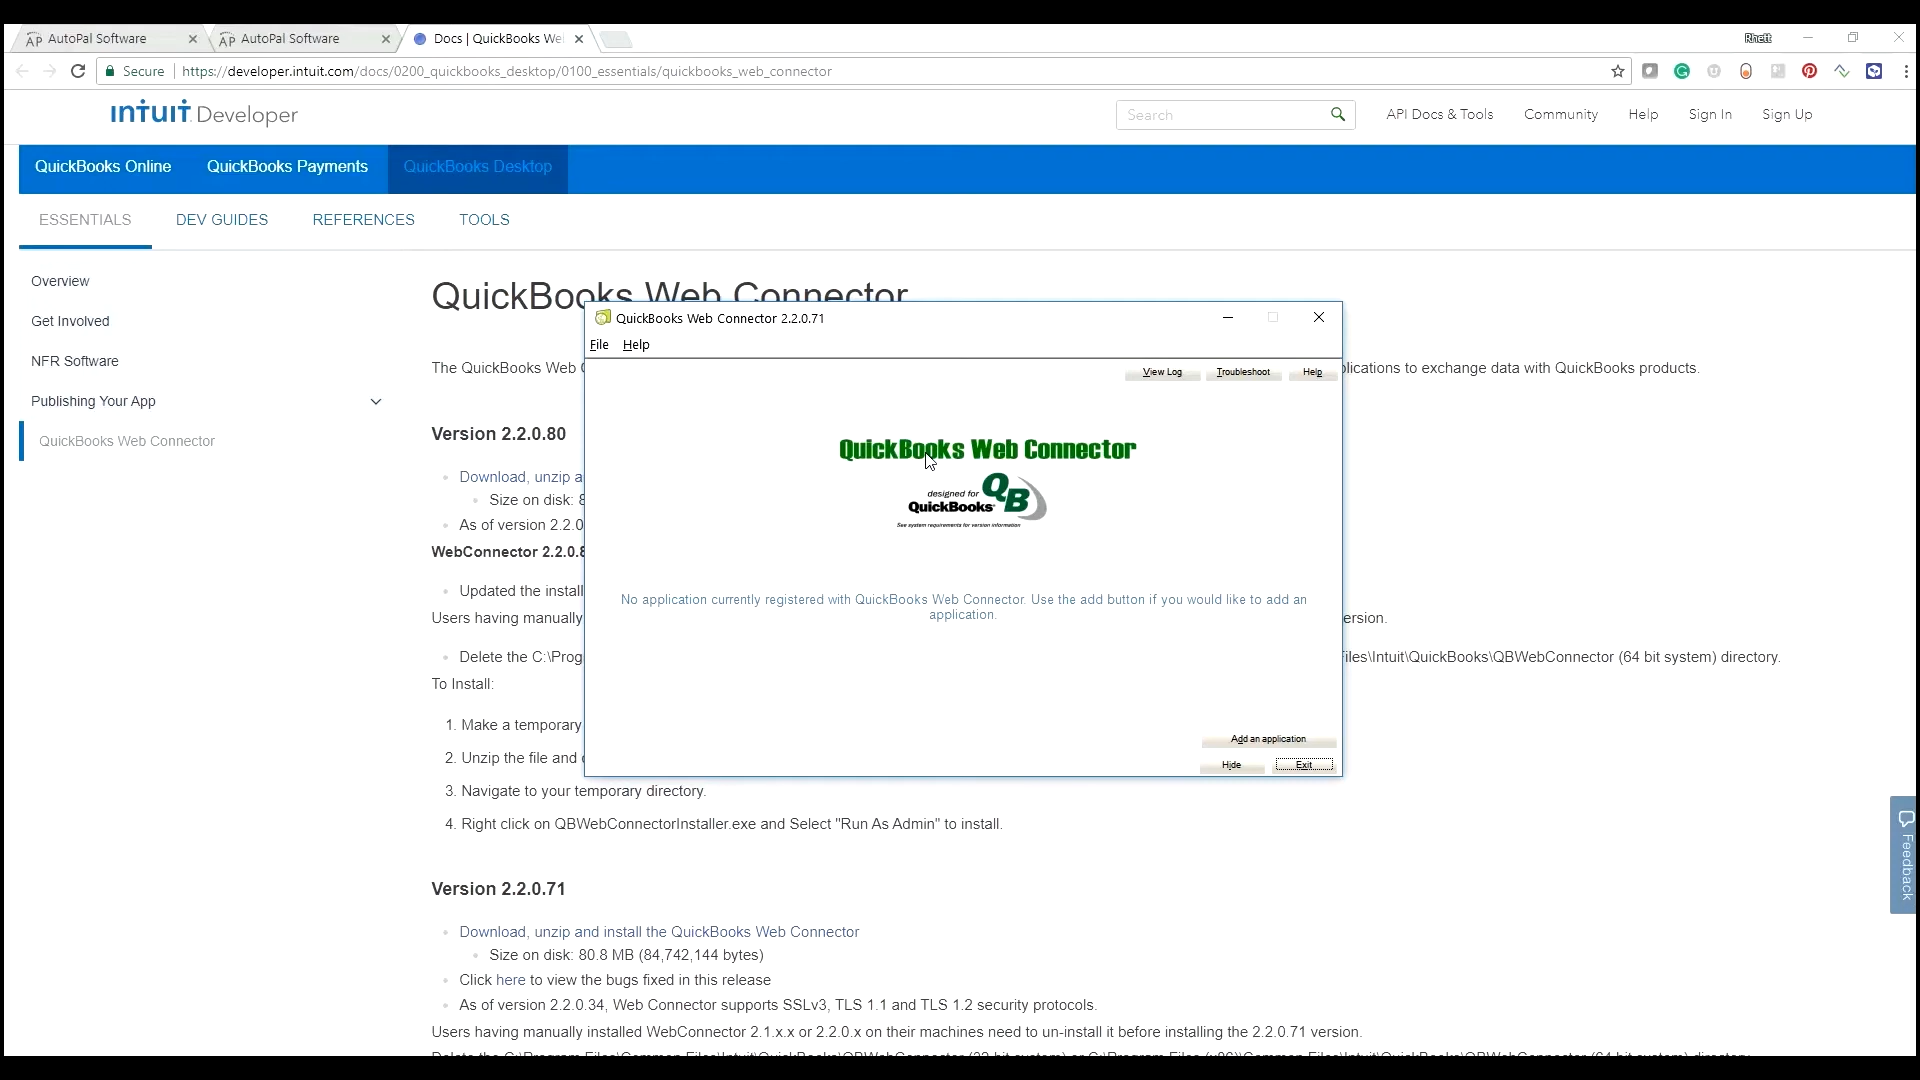 AutoPal Software
AutoPal Software
Docs | QuickBooks We
Rhett
Secure
https://developer.intuit.com/docs/0200_quickbooks_desktop/0100_essentials/quickbooks_web_connector
intuit Developer
Search
API Docs & Tools
Community
Help
Sign In
Sign Up
QuickBooks Online
QuickBooks Payments
QuickBooks Desktop
ESSENTIALS
DEV GUIDES
REFERENCES
TOOLS
Overview
Get Involved
NFR Software
Publishing Your App
QuickBooks Web Connector
QuickBooks Web Connector
The QuickBooks Web
lications to exchange data with QuickBooks products.
Version 2.2.0.80
Download, unzip a
Size on disk: 8
As of version 2.2.0
WebConnector 2.2.0.8
Updated the install
Users having manually
ersion.
Delete the C:\Prog
iles\Intuit\QuickBooks\QBWebConnector (64 bit system) directory.
To Install:
1. Make a temporary
2. Unzip the file and
3. Navigate to your temporary directory.
4. Right click on QBWebConnectorInstaller.exe and Select "Run As Admin" to install.
QuickBooks Web Connector 2.2.0.71
File
Help
View Log
Troubleshoot
Help
QuickBooks Web Connector
designed for
QuickBooks
QB
See system requirements for version information
No application currently registered with QuickBooks Web Connector. Use the add button if you would like to add an
application.
Add an application
Hide
Exit
Version 2.2.0.71
Download, unzip and install the QuickBooks Web Connector
Size on disk: 80.8 MB (84,742,144 bytes)
Click here to view the bugs fixed in this release
As of version 2.2.0.34, Web Connector supports SSLv3, TLS 1.1 and TLS 1.2 security protocols.
Users having manually installed WebConnector 2.1.x.x or 2.2.0.x on their machines need to un-install it before installing the 2.2.0.71 version.
Feedback